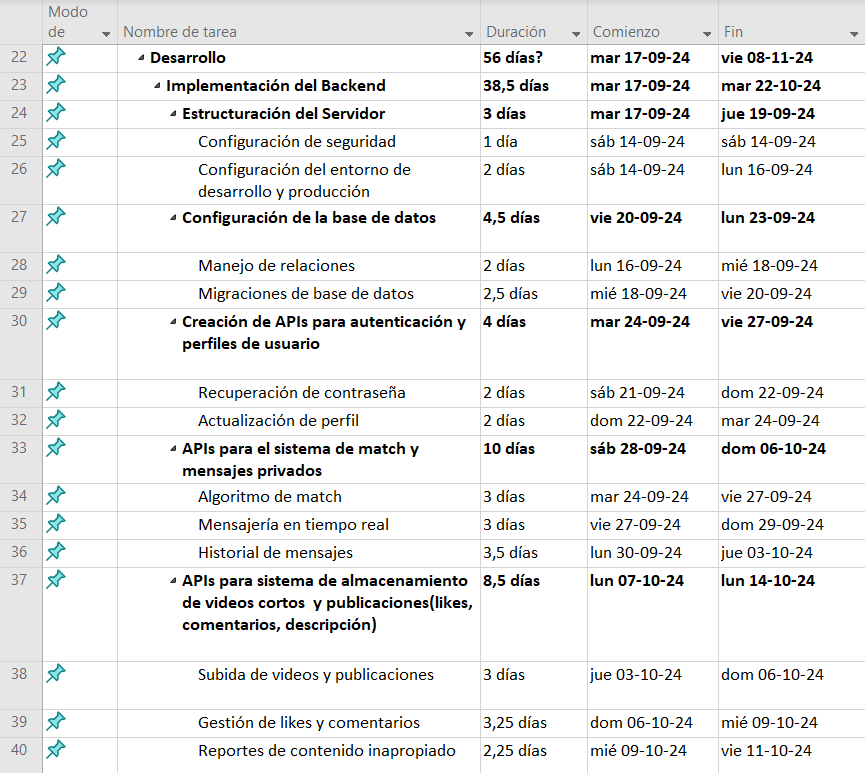 Modo
de Nombre de tarea Duración Comienzo Fin
22 Desarrollo 56 días? mar 17-09-24 vie 08-11-24
23 Implementación del Backend 38,5 días mar 17-09-24 mar 22-10-24
24 Estructuración del Servidor 3 días mar 17-09-24 jue 19-09-24
25 Configuración de seguridad 1 día sáb 14-09-24 sáb 14-09-24
26 Configuración del entorno de 2 días sáb 14-09-24 lun 16-09-24
desarrollo y producción
27 Configuración de la base de datos 4,5 días vie 20-09-24 lun 23-09-24
28 Manejo de relaciones 2 días lun 16-09-24 mié 18-09-24
29 Migraciones de base de datos 2,5 días mié 18-09-24 vie 20-09-24
30 Creación de APIs para autenticación y 4 días mar 24-09-24 vie 27-09-24
perfiles de usuario
31 Recuperación de contraseña 2 días sáb 21-09-24 dom 22-09-24
32 Actualización de perfil 2 días dom 22-09-24 mar 24-09-24
33 APIs para el sistema de match y 10 días sáb 28-09-24 dom 06-10-24
mensajes privados
34 Algoritmo de match 3 días mar 24-09-24 vie 27-09-24
35 Mensajería en tiempo real 3 días vie 27-09-24 dom 29-09-24
36 Historial de mensajes 3,5 días lun 30-09-24 jue 03-10-24
37 APIs para sistema de almacenamiento 8,5 días lun 07-10-24 lun 14-10-24
de videos cortos y publicaciones(likes,
comentarios, descripción)
38 Subida de videos y publicaciones 3 días jue 03-10-24 dom 06-10-24
39 Gestión de likes y comentarios 3,25 días dom 06-10-24 mié 09-10-24
40 Reportes de contenido inapropiado 2,25 días mié 09-10-24 vie 11-10-24